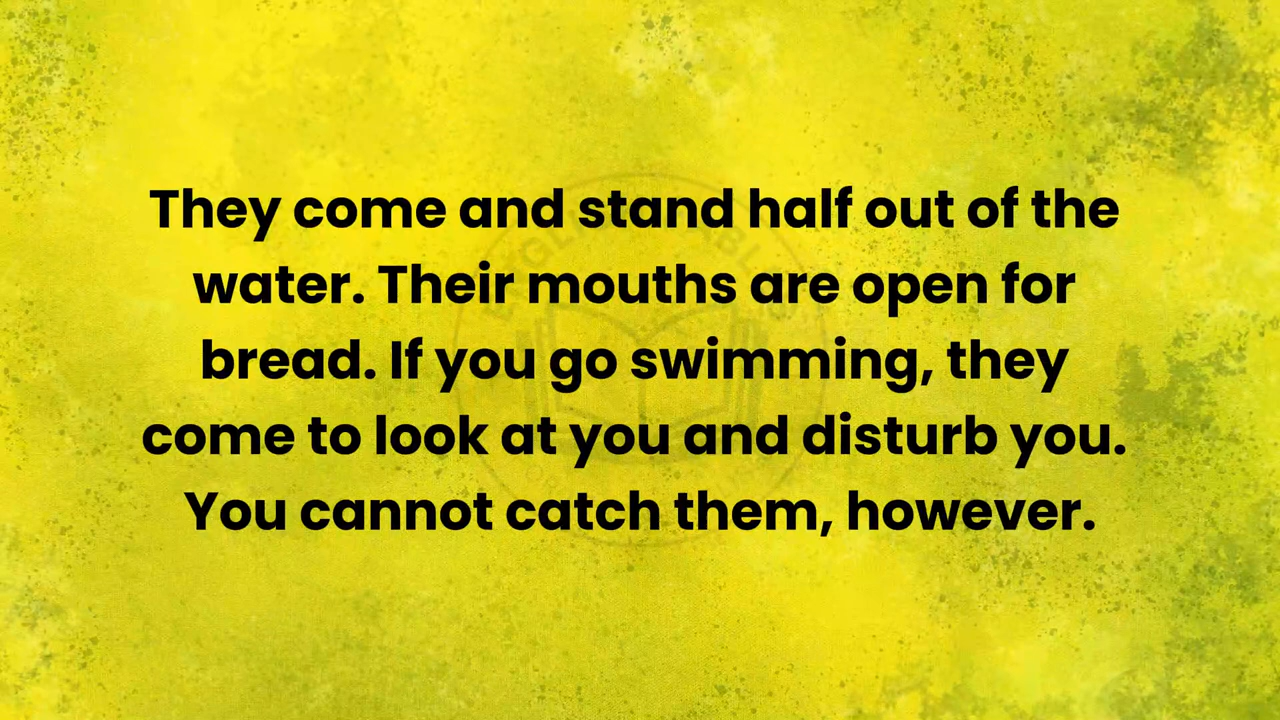 They come and stand half out of the
water. Their mouths are open for
bread. If you go swimming, they
come to look at you and disturb you.
You cannot catch them, however.